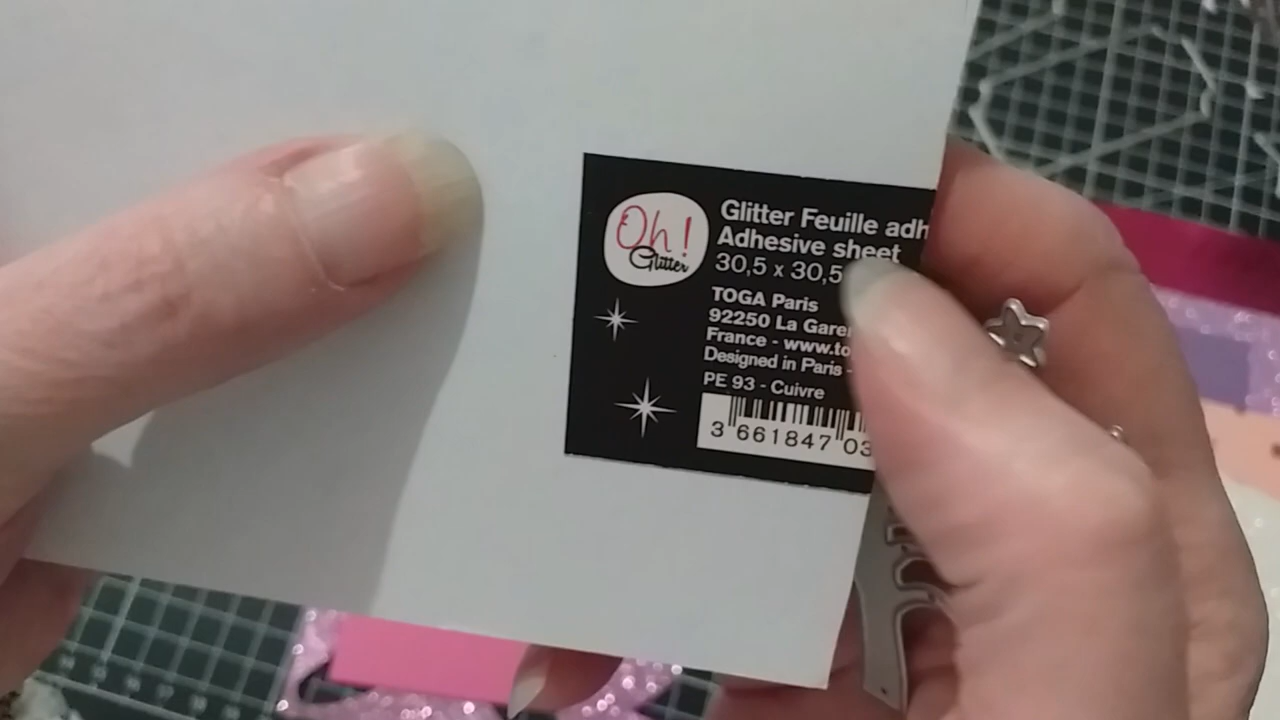 Oh!
Glitter
Glitter Feuille adh
Adhesive sheet
30,5 x 30,5
TOGA Paris
92250 La Gare
France - www.to
Designed in Paris -
PE 93 - Cuivre
3 661847 03